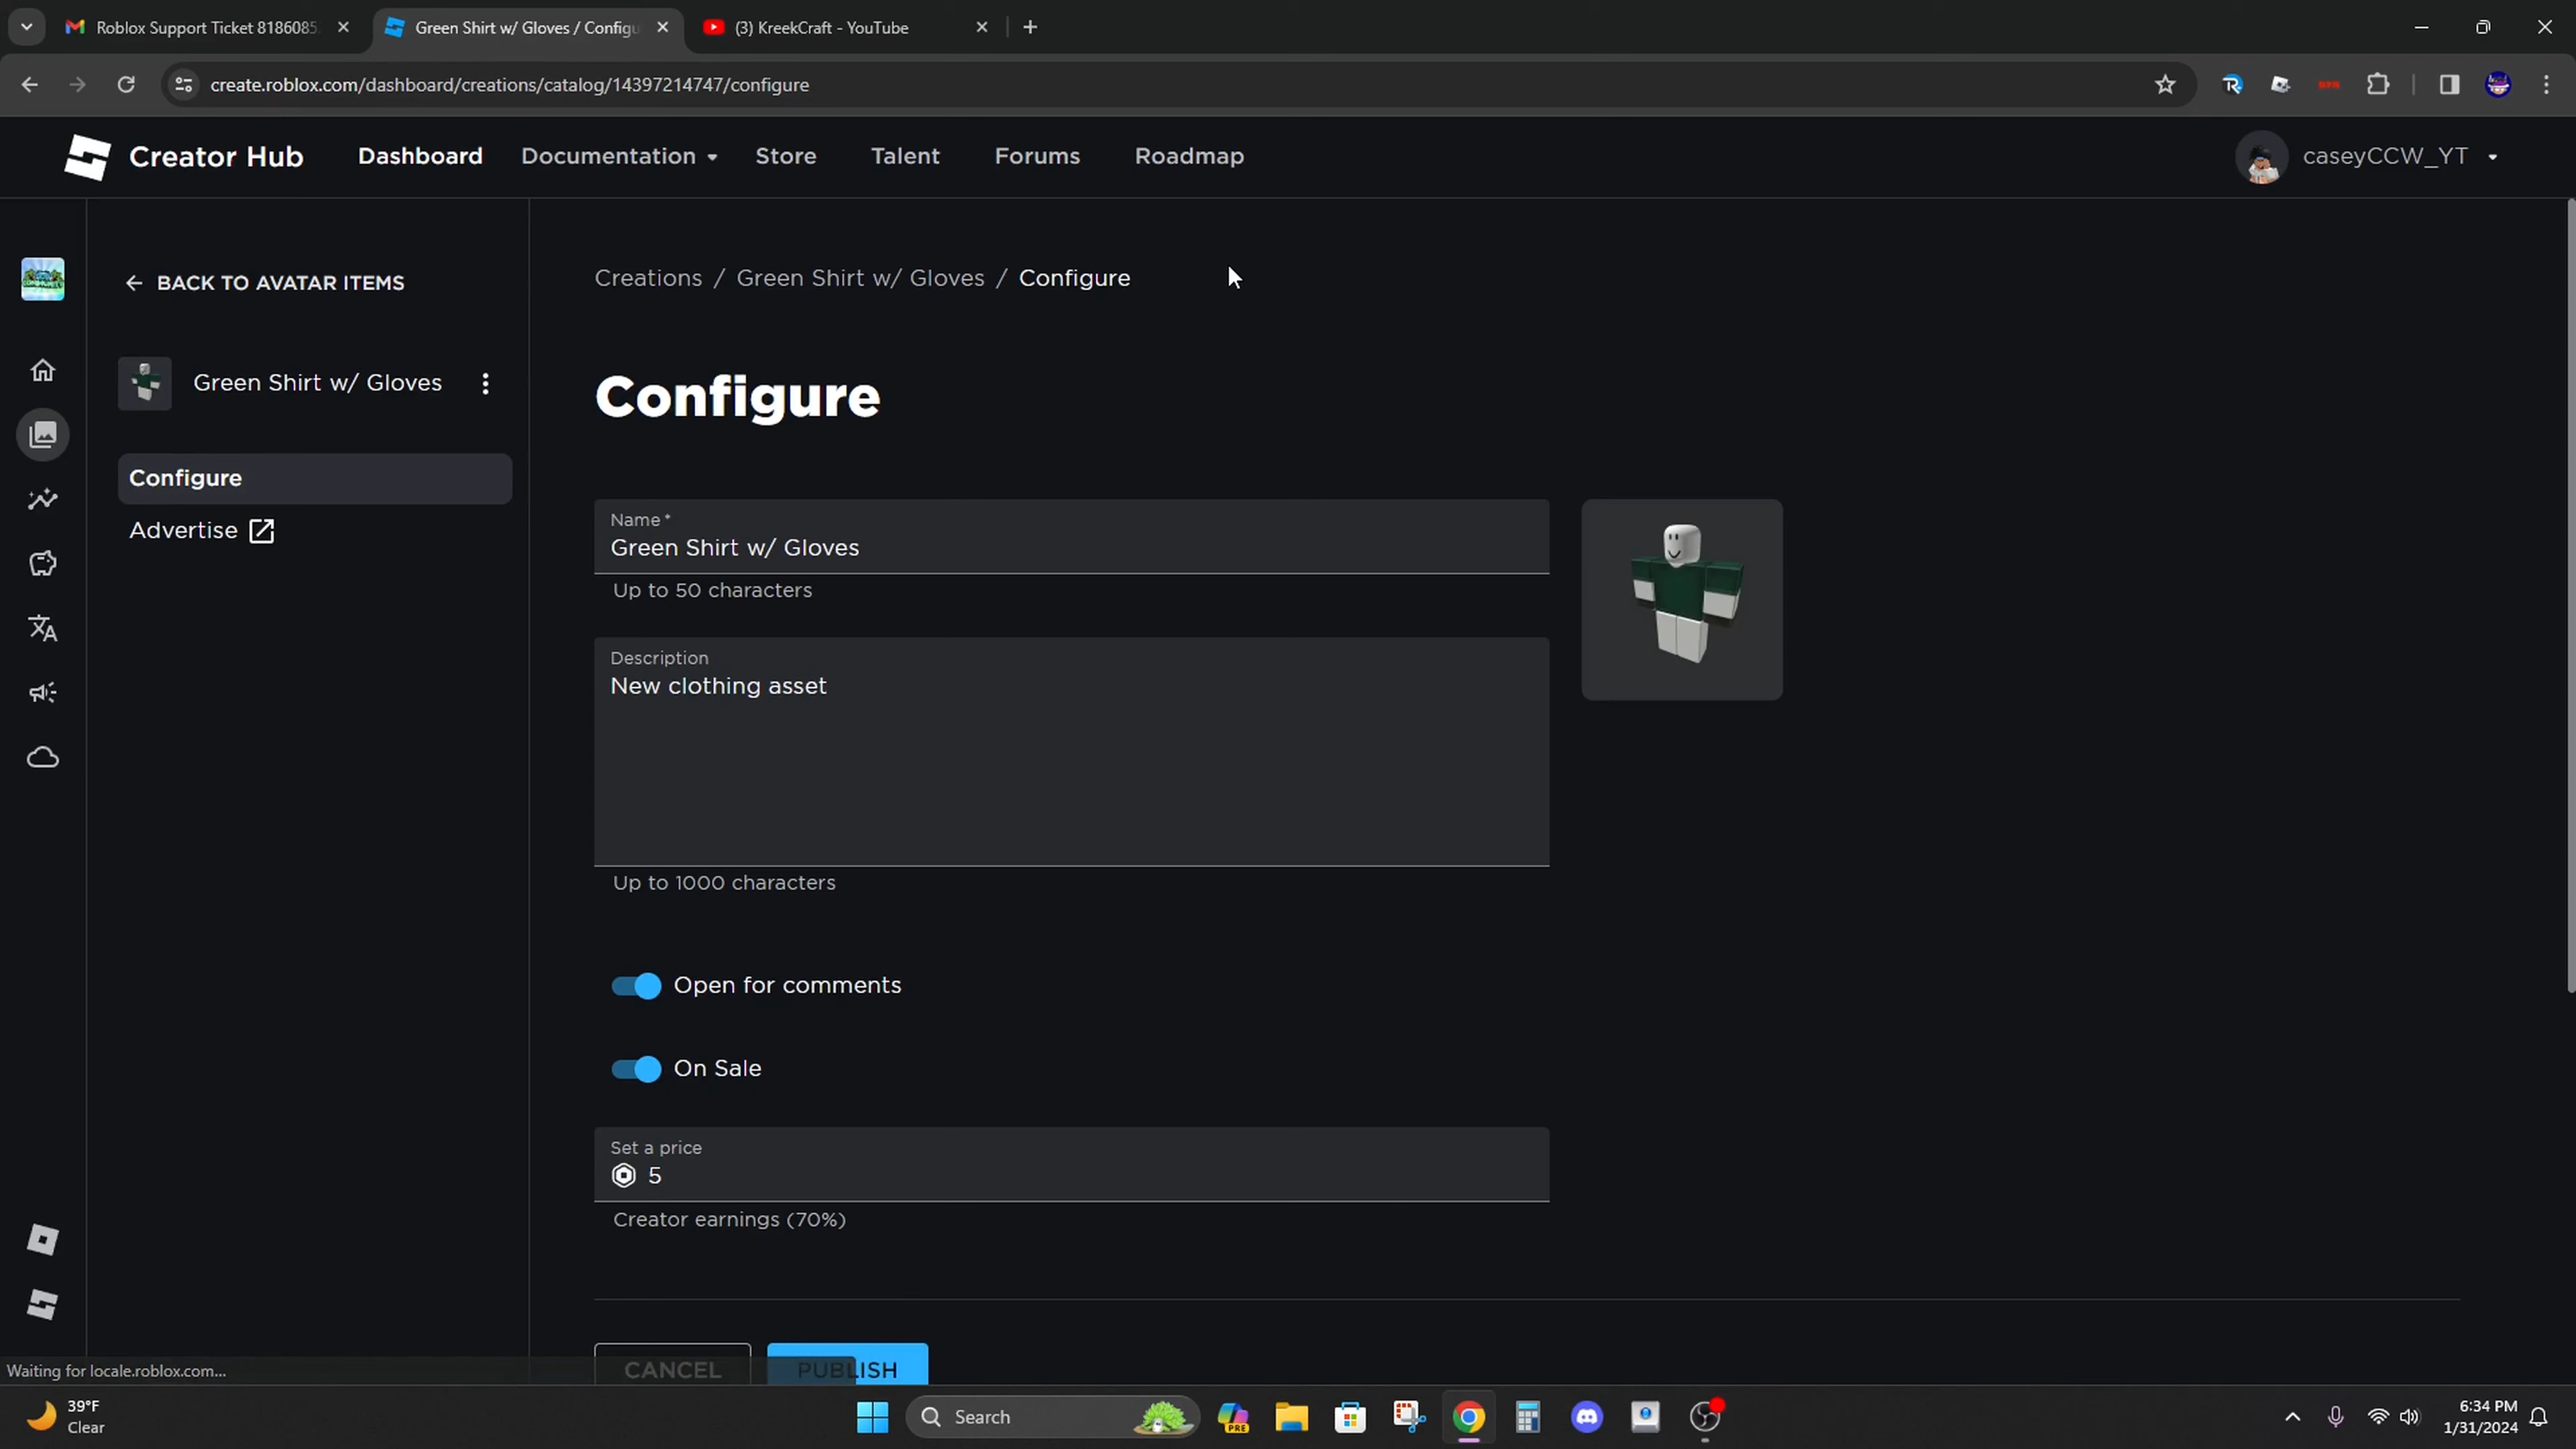 Roblox Support Ticket 8186085
Green Shirt w/ Gloves / Configu
(3) KreekCraft - YouTube
create.roblox.com/dashboard/creations/catalog/14397214747/configure
Creator Hub
Dashboard
Documentation
Store
Talent
Forums
Roadmap
caseyCCW_YT
BACK TO AVATAR ITEMS
Green Shirt w/ Gloves
Configure
Advertise
Creations / Green Shirt w/ Gloves / Configure
Configure
Name*
Green Shirt w/ Gloves
Up to 50 characters
Description
New clothing asset
Up to 1000 characters
Open for comments
On Sale
Set a price
5
Creator earnings (70%)
CANCEL
PUBLISH
Waiting for locale.roblox.com...
39°F
Clear
Search
PRE
6:34 PM
1/31/2024